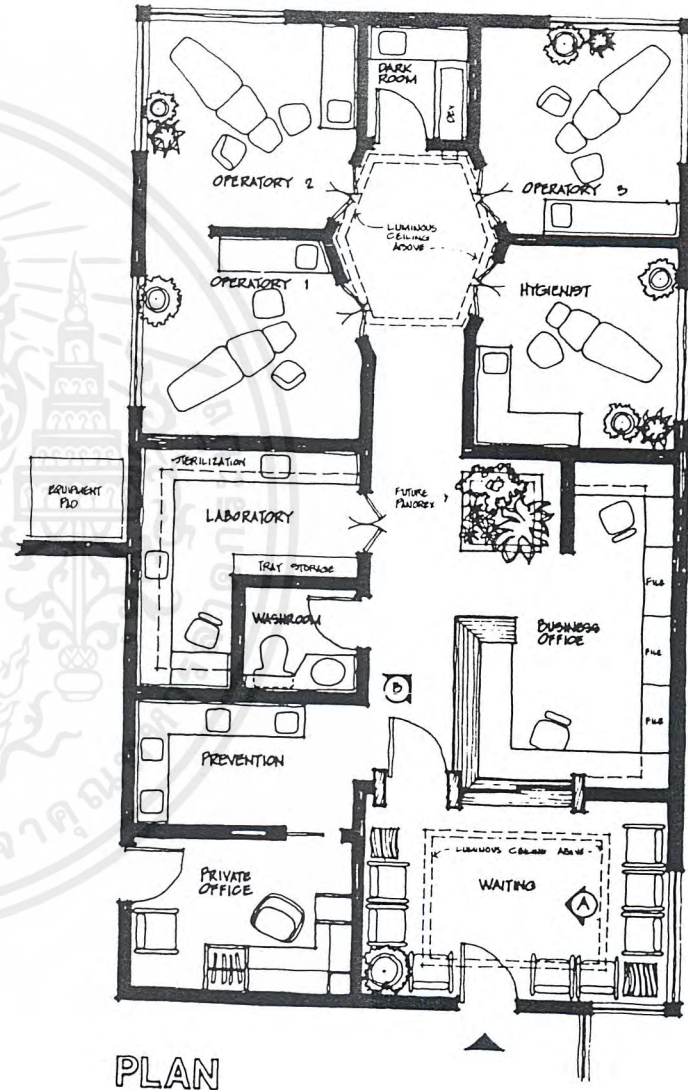 DARK
ROOM
OPERATORY 2
OPERATORY 3
LUMINOUS
CEILING
ABOVE
OPERATORY 1
HYGIENIST
STERILIZATION
EQUIPMENT
PAD
LABORATORY
FUTURE
PANOREX
TRAY STORAGE
WASHROOM
BUSINESS
OFFICE
FILE
FILE
FILE
B
PREVENTION
LUMINOUS CEILING ABOVE
PRIVATE
OFFICE
WAITING
A
PLAN